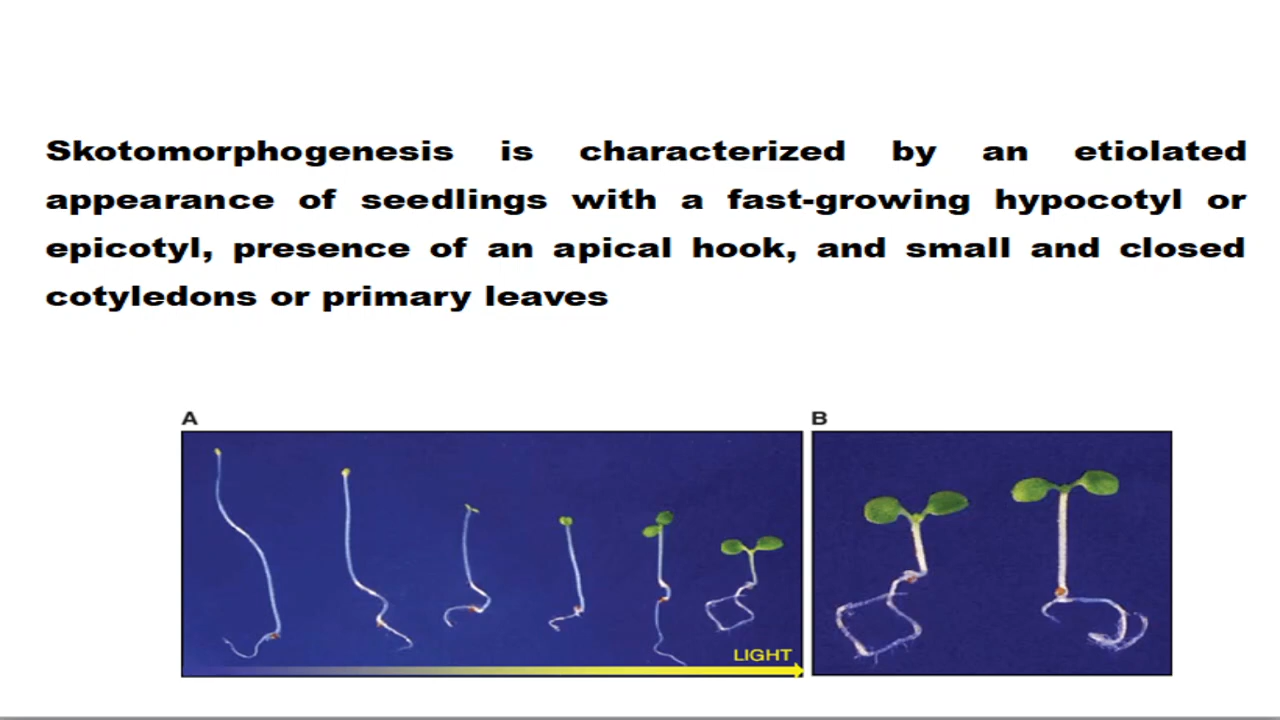 Skotomorphogenesis is characterized by an etiolated
appearance of seedlings with a fast-growing hypocotyl or
epicotyl, presence of an apical hook, and small and closed
cotyledons or primary leaves
A
B
LIGHT